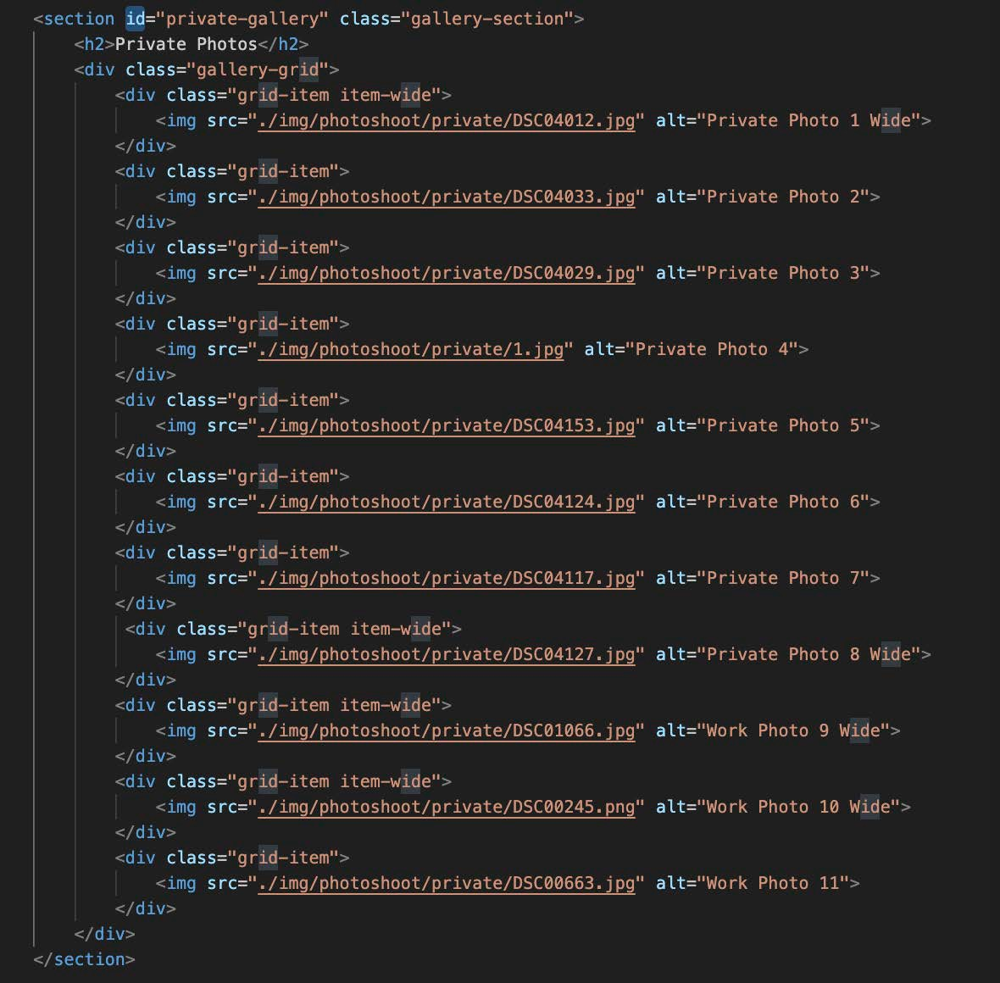 <section id="private-gallery" class="gallery-section">
<h2>Private Photos</h2>
<div class="gallery-grid">
<div class="grid-item item-wide">
<img src="./img/photoshoot/private/DSC04012.jpg" alt="Private Photo 1 Wide">
</div>
<div class="grid-item">
<img src="./img/photoshoot/private/DSC04033.jpg" alt="Private Photo 2">
</div>
<div class="grid-item">
<img src="./img/photoshoot/private/DSC04029.jpg" alt="Private Photo 3">
</div>
<div class="grid-item">
<img src="./img/photoshoot/private/1.jpg" alt="Private Photo 4">
</div>
<div class="grid-item">
<img src="./img/photoshoot/private/DSC04153.jpg" alt="Private Photo 5">
</div>
<div class="grid-item">
<img src="./img/photoshoot/private/DSC04124.jpg" alt="Private Photo 6">
</div>
<div class="grid-item">
<img src="./img/photoshoot/private/DSC04117.jpg" alt="Private Photo 7">
</div>
<div class="grid-item item-wide">
<img src="./img/photoshoot/private/DSC04127.jpg" alt="Private Photo 8 Wide">
</div>
<div class="grid-item item-wide">
<img src="./img/photoshoot/private/DSC01066.jpg" alt="Work Photo 9 Wide">
</div>
<div class="grid-item item-wide">
<img src="./img/photoshoot/private/DSC00245.png" alt="Work Photo 10 Wide">
</div>
<div class="grid-item">
<img src="./img/photoshoot/private/DSC00663.jpg" alt="Work Photo 11">
</div>
</div>
</section>